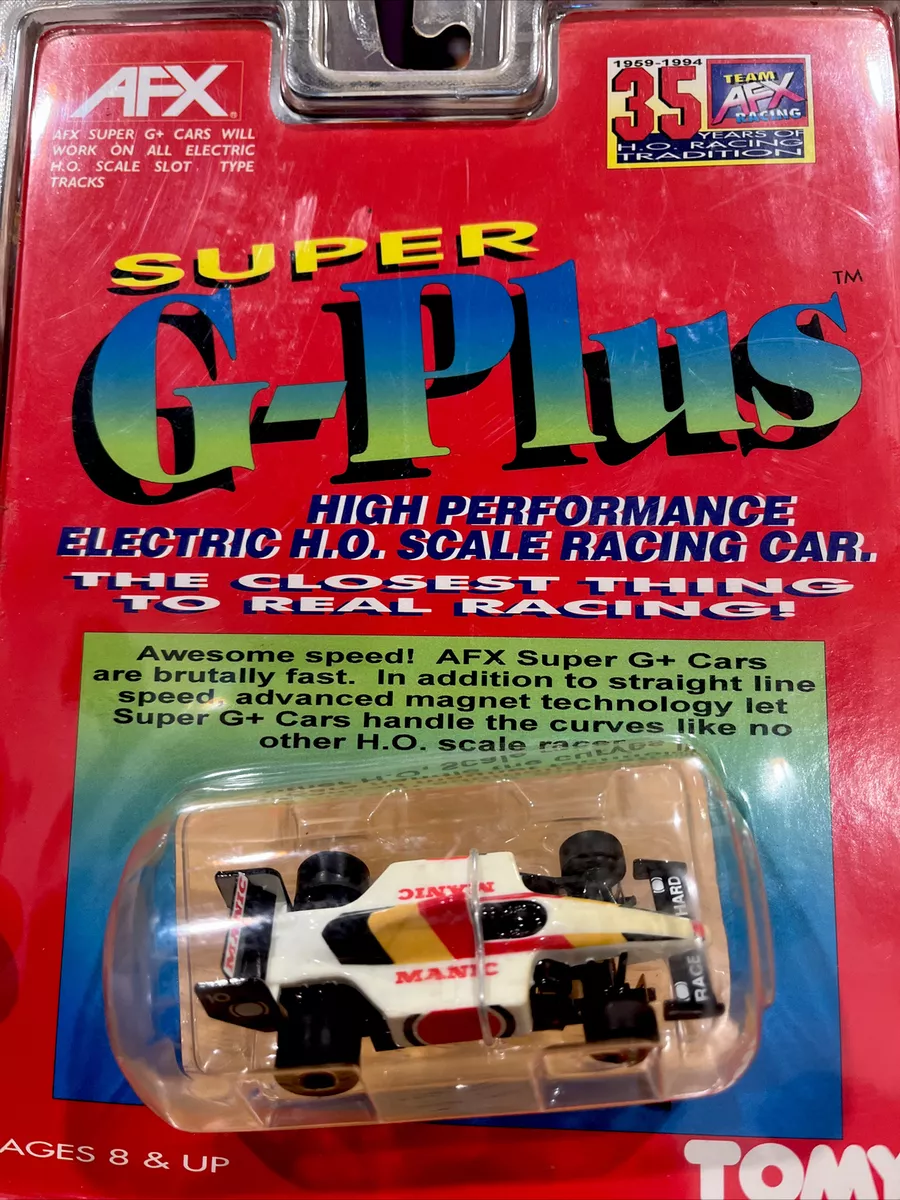 AFX®
AFX SUPER G+ CARS WILL
WORK ON ALL ELECTRIC
H.O. SCALE SLOT TYPE
TRACKS
1959-1994
35
TEAM
AFX
RACING
YEARS OF
H.O. RACING
TRADITION
SUPER
G-Plus™
HIGH PERFORMANCE
ELECTRIC H.O. SCALE RACING CAR.
THE CLOSEST THING
TO REAL RACING!
Awesome speed! AFX Super G+ Cars
are brutally fast. In addition to straight line
speed, advanced magnet technology let
Super G+ Cars handle the curves like no
other H.O. scale
MANIC
MANIC
MANIC
10
RACE HARD
AGES 8 & UP
TOMY